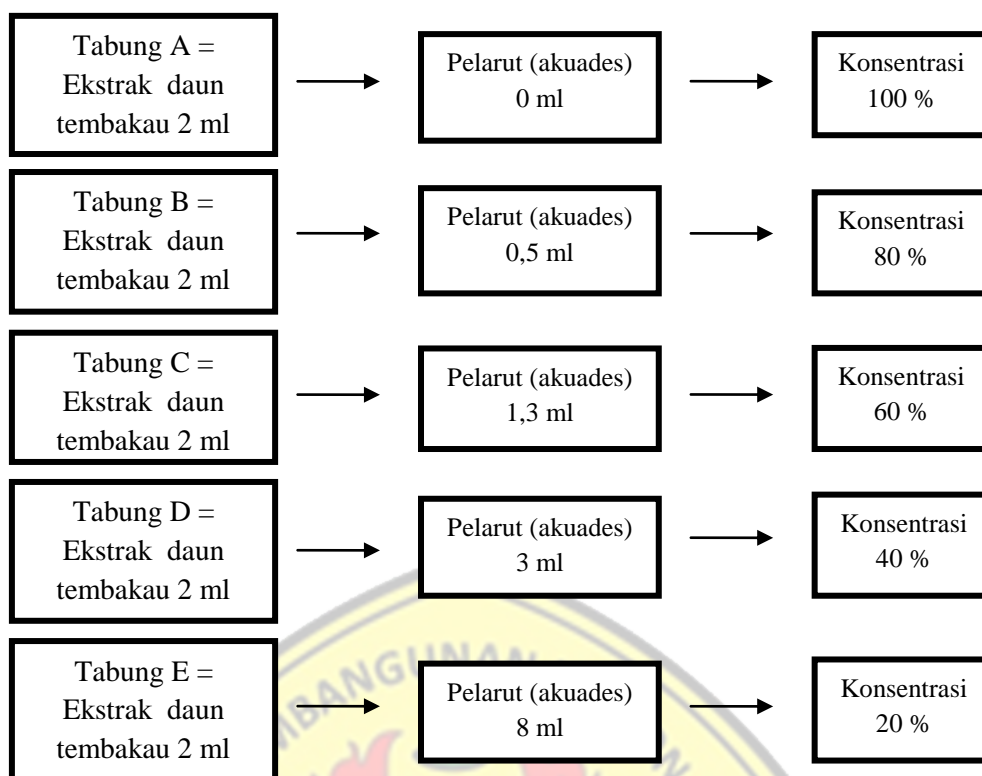 Tabung A =
Ekstrak daun
tembakau 2 ml
Pelarut (akuades)
0 ml
Konsentrasi
100 %
Tabung B =
Ekstrak daun
tembakau 2 ml
Pelarut (akuades)
0,5 ml
Konsentrasi
80 %
Tabung C =
Ekstrak daun
tembakau 2 ml
Pelarut (akuades)
1,3 ml
Konsentrasi
60 %
Tabung D =
Ekstrak daun
tembakau 2 ml
Pelarut (akuades)
3 ml
Konsentrasi
40 %
Tabung E =
Ekstrak daun
tembakau 2 ml
Pelarut (akuades)
8 ml
Konsentrasi
20 %